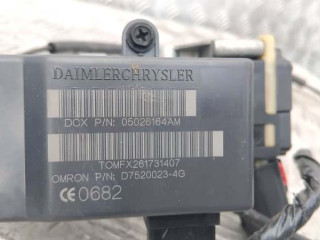 DAIMLERCHRYSLER
DCX P/N: 05026164AM
TOMFX261731407
OMRON P/N; D7520023-4G
CE 0682